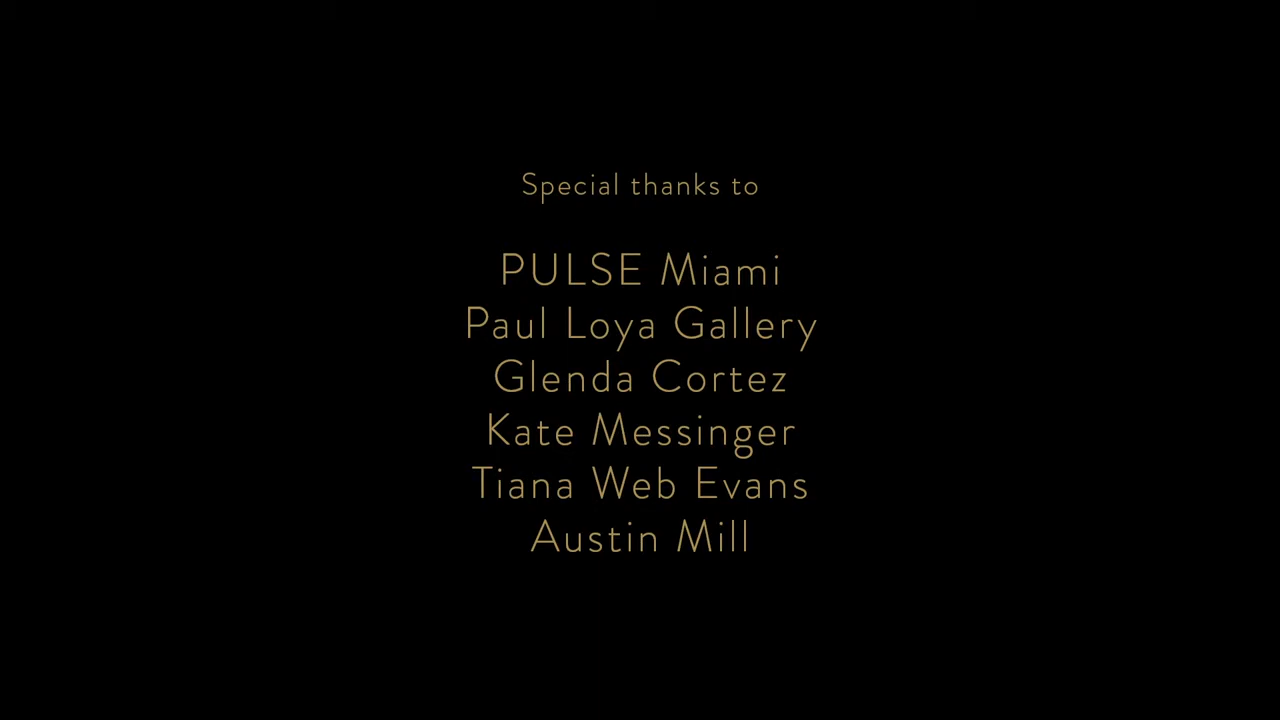 Special thanks to
PULSE Miami
Paul Loya Gallery
Glenda Cortez
Kate Messinger
Tiana Web Evans
Austin Mill